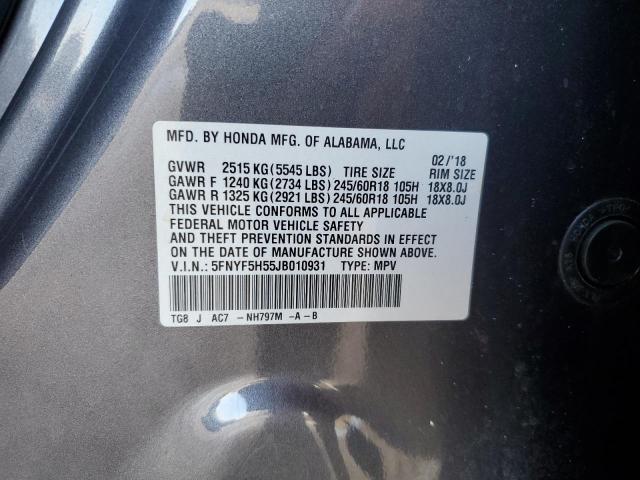 MFD. BY HONDA MFG. OF ALABAMA, LLC 02/'18
GVWR 2515 KG(5545 LBS) TIRE SIZE RIM SIZE
GAWR F 1240 KG(2734 LBS) 245/60R18 105H 18X8.0J
GAWR R 1325 KG(2921 LBS) 245/60R18 105H 18X8.0J
THIS VEHICLE CONFORMS TO ALL APPLICABLE
FEDERAL MOTOR VEHICLE SAFETY
AND THEFT PREVENTION STANDARDS IN EFFECT
ON THE DATE OF MANUFACTURE SHOWN ABOVE.
V.I.N.: 5FNYF5H55JB010931 TYPE: MPV
TG8 J AC7 -NH797M -A-B